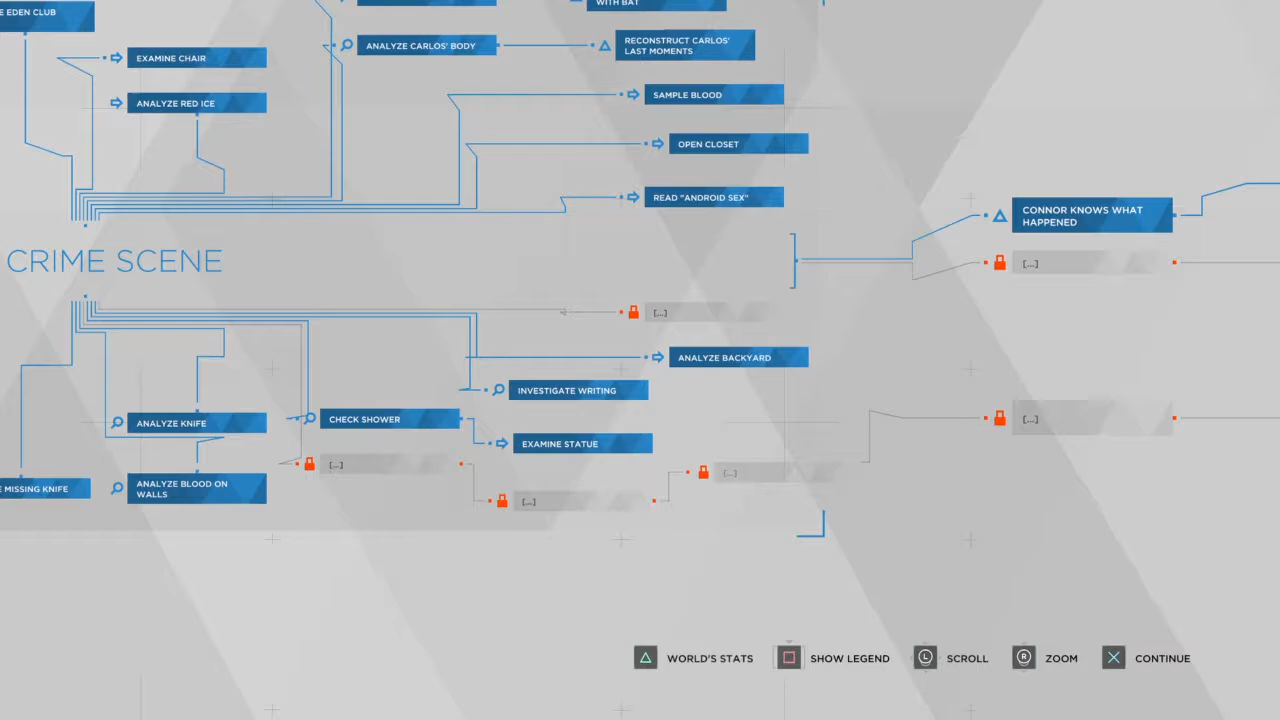 WITH BAT
E EDEN CLUB
ANALYZE CARLOS' BODY
RECONSTRUCT CARLOS'
LAST MOMENTS
EXAMINE CHAIR
SAMPLE BLOOD
ANALYZE RED ICE
OPEN CLOSET
READ "ANDROID SEX"
CONNOR KNOWS WHAT
HAPPENED
CRIME SCENE
[...]
[...]
ANALYZE BACKYARD
INVESTIGATE WRITING
CHECK SHOWER
[...]
ANALYZE KNIFE
EXAMINE STATUE
[...]
[...]
E MISSING KNIFE
ANALYZE BLOOD ON
WALLS
[...]
WORLD'S STATS
SHOW LEGEND
L SCROLL
R ZOOM
CONTINUE